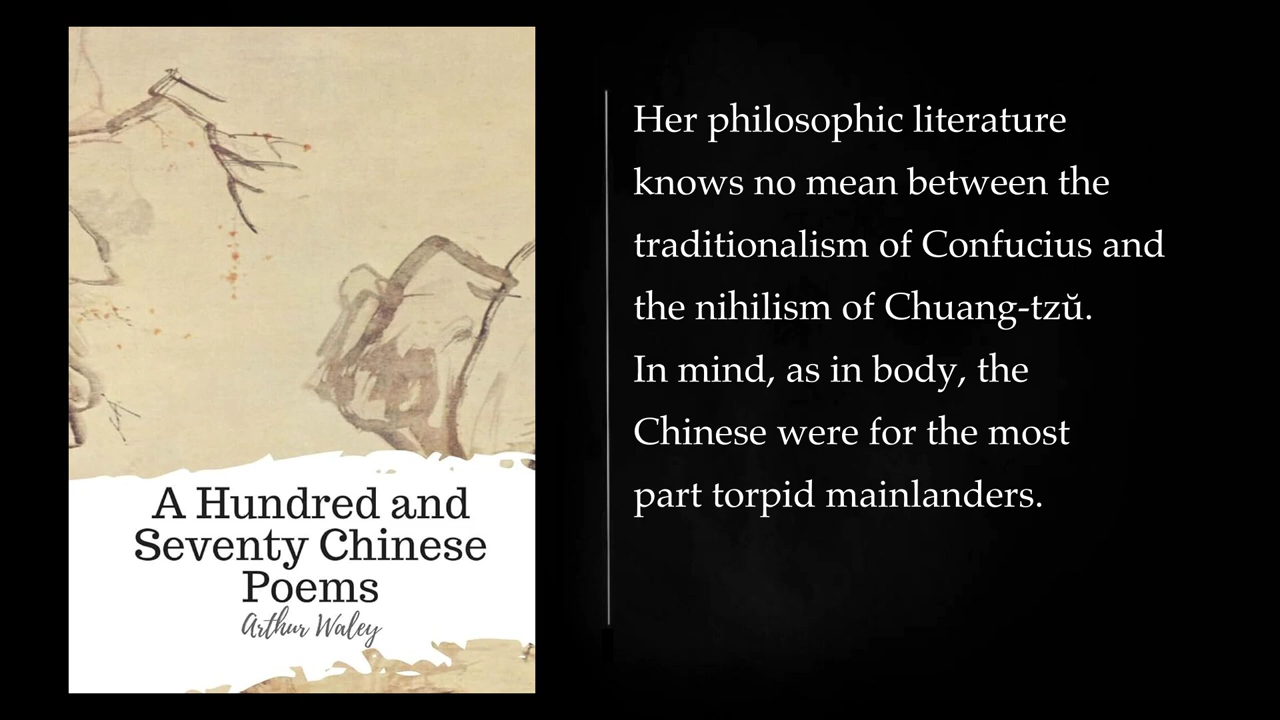 A Hundred and
Seventy Chinese
Poems
Arthur Waley
Her philosophic literature
knows no mean between the
traditionalism of Confucius and
the nihilism of Chuang-tzŭ.
In mind, as in body, the
Chinese were for the most
part torpid mainlanders.